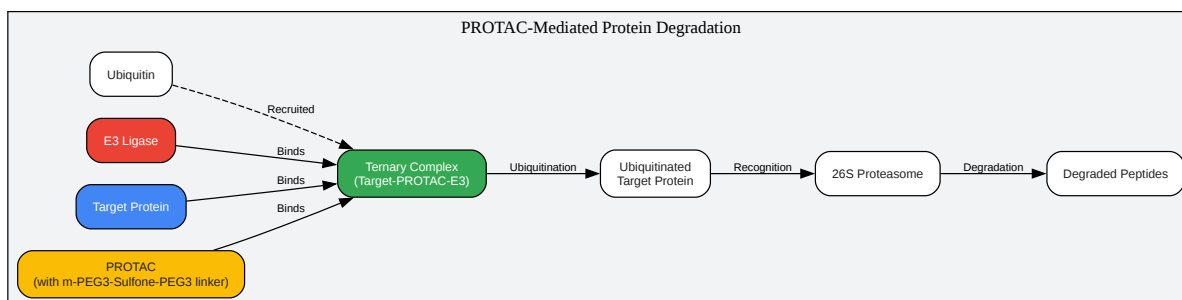 PROTAC-Mediated Protein Degradation
Ubiquitin
Recruited
E3 Ligase
Binds
Target Protein
Binds
PROTAC
(with m-PEG3-Sulfone-PEG3 linker)
Binds
Ternary Complex
(Target-PROTAC-E3)
Ubiquitination
Ubiquitinated
Target Protein
Recognition
26S Proteasome
Degradation
Degraded Peptides